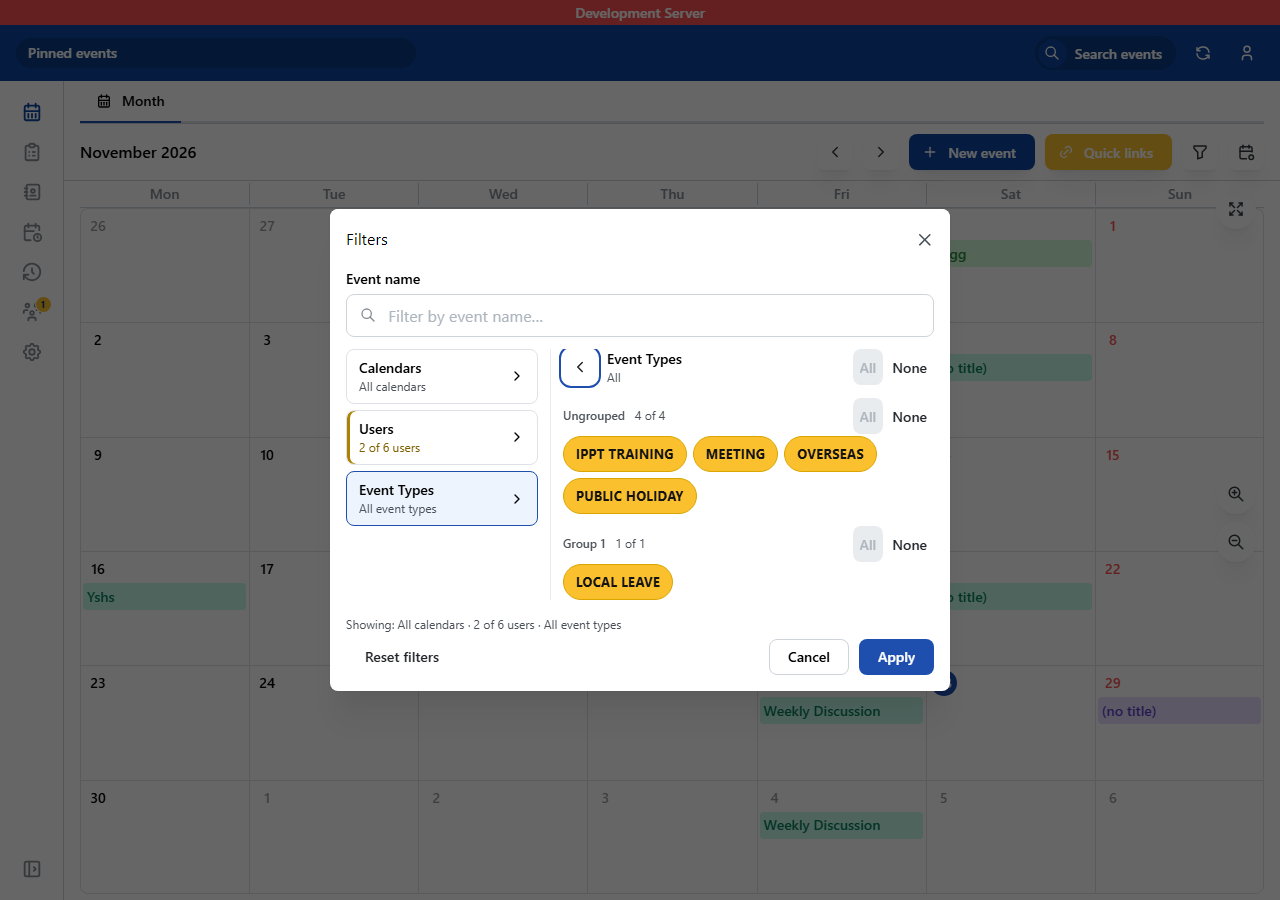 Development Server
Pinned events
Search events
Month
November 2026
New event
Quick links
Mon Tue Wed Thu Fri Sat Sun
26 27 1
gg
2 3 8
title)
9 10 15
16 17 22
Yshs
title)
23 24 29
Weekly Discussion
(no title)
30 1 2 3 4 5 6
Weekly Discussion
1
Filters
Event name
Filter by event name...
Calendars
All calendars
Users
2 of 6 users
Event Types
All event types
Event Types
All
All None
Ungrouped 4 of 4
All None
IPPT TRAINING MEETING OVERSEAS
PUBLIC HOLIDAY
Group 1 1 of 1
All None
LOCAL LEAVE
Showing: All calendars · 2 of 6 users · All event types
Reset filters
Cancel
Apply